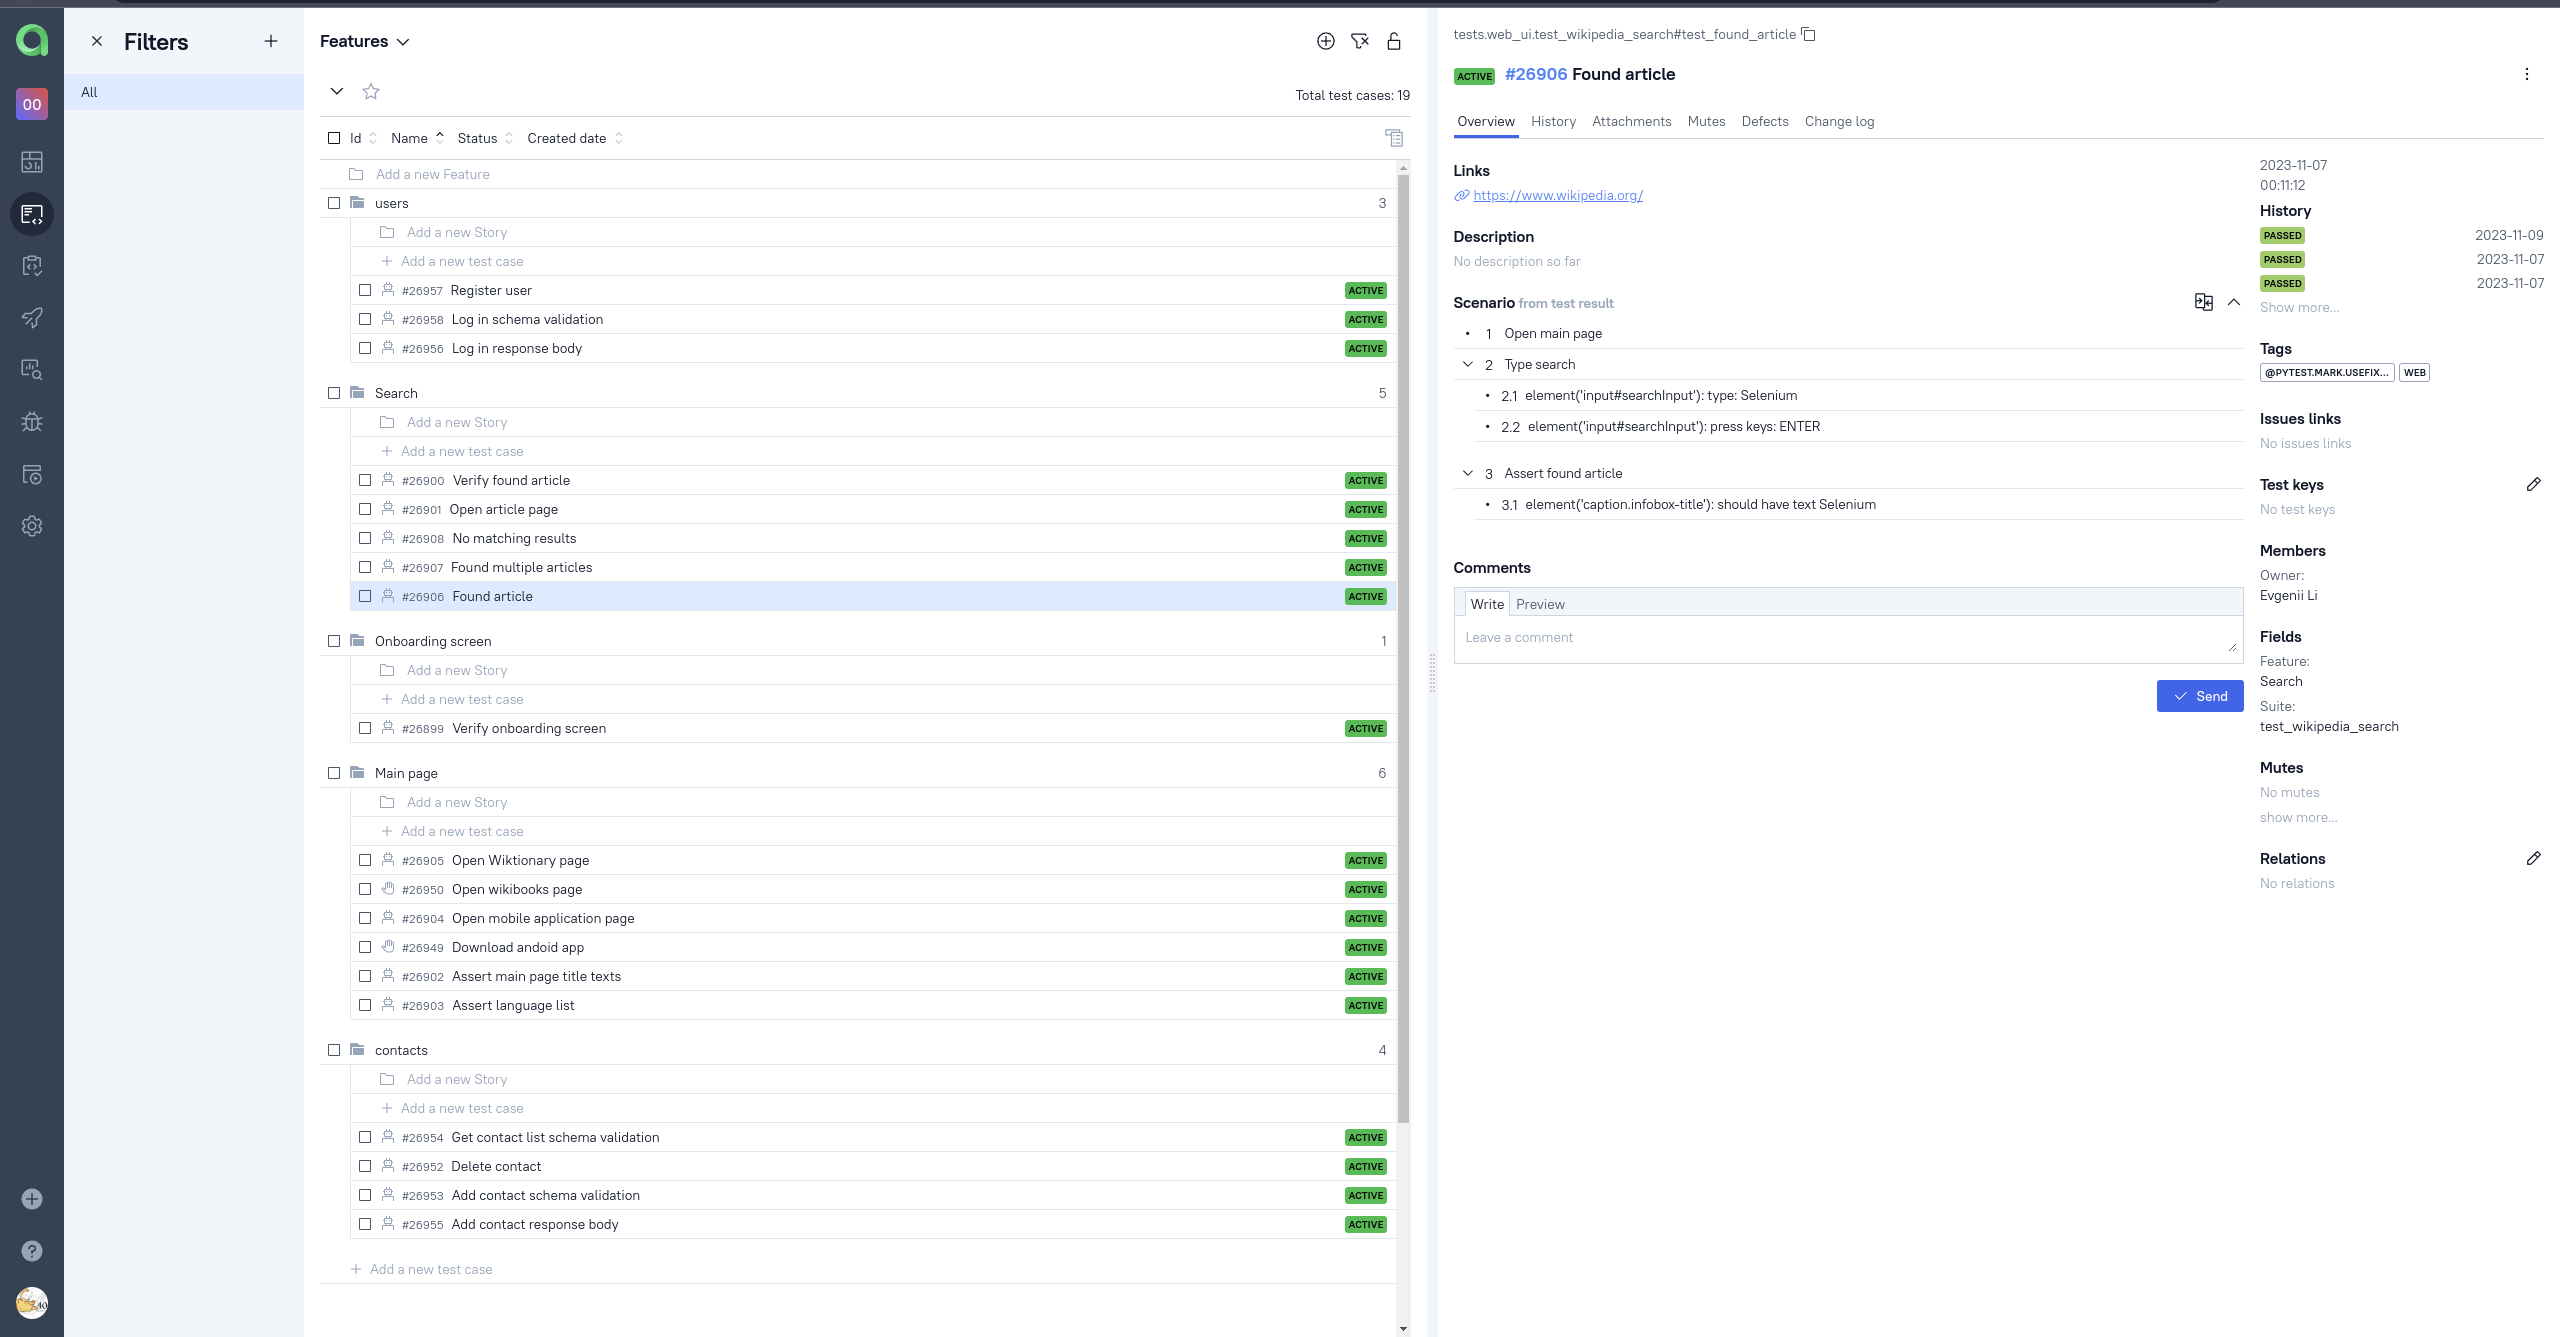 00
Filters
All
Features
Total test cases: 19
Id Name Status Created date
Add a new Feature
users 3
Add a new Story
Add a new test case
#26957 Register user ACTIVE
#26958 Log in schema validation ACTIVE
#26956 Log in response body ACTIVE
Search 5
Add a new Story
Add a new test case
#26900 Verify found article ACTIVE
#26901 Open article page ACTIVE
#26908 No matching results ACTIVE
#26907 Found multiple articles ACTIVE
#26906 Found article ACTIVE
Onboarding screen 1
Add a new Story
Add a new test case
#26899 Verify onboarding screen ACTIVE
Main page 6
Add a new Story
Add a new test case
#26905 Open Wiktionary page ACTIVE
#26950 Open wikibooks page ACTIVE
#26904 Open mobile application page ACTIVE
#26949 Download andoid app ACTIVE
#26902 Assert main page title texts ACTIVE
#26903 Assert language list ACTIVE
contacts 4
Add a new Story
Add a new test case
#26954 Get contact list schema validation ACTIVE
#26952 Delete contact ACTIVE
#26953 Add contact schema validation ACTIVE
#26955 Add contact response body ACTIVE
Add a new test case
tests.web_ui.test_wikipedia_search#test_found_article
ACTIVE #26906 Found article
Overview History Attachments Mutes Defects Change log
Links
https://www.wikipedia.org/
Description
No description so far
Scenario from test result
1 Open main page
2 Type search
2.1 element('input#searchInput'): type: Selenium
2.2 element('input#searchInput'): press keys: ENTER
3 Assert found article
3.1 element('caption.infobox-title'): should have text Selenium
Comments
Write Preview
Leave a comment
Send
2023-11-07
00:11:12
History
PASSED 2023-11-09
PASSED 2023-11-07
PASSED 2023-11-07
Show more...
Tags
@PYTEST.MARK.USEFIX... WEB
Issues links
No issues links
Test keys
No test keys
Members
Owner:
Evgenii Li
Fields
Feature:
Search
Suite:
test_wikipedia_search
Mutes
No mutes
show more...
Relations
No relations